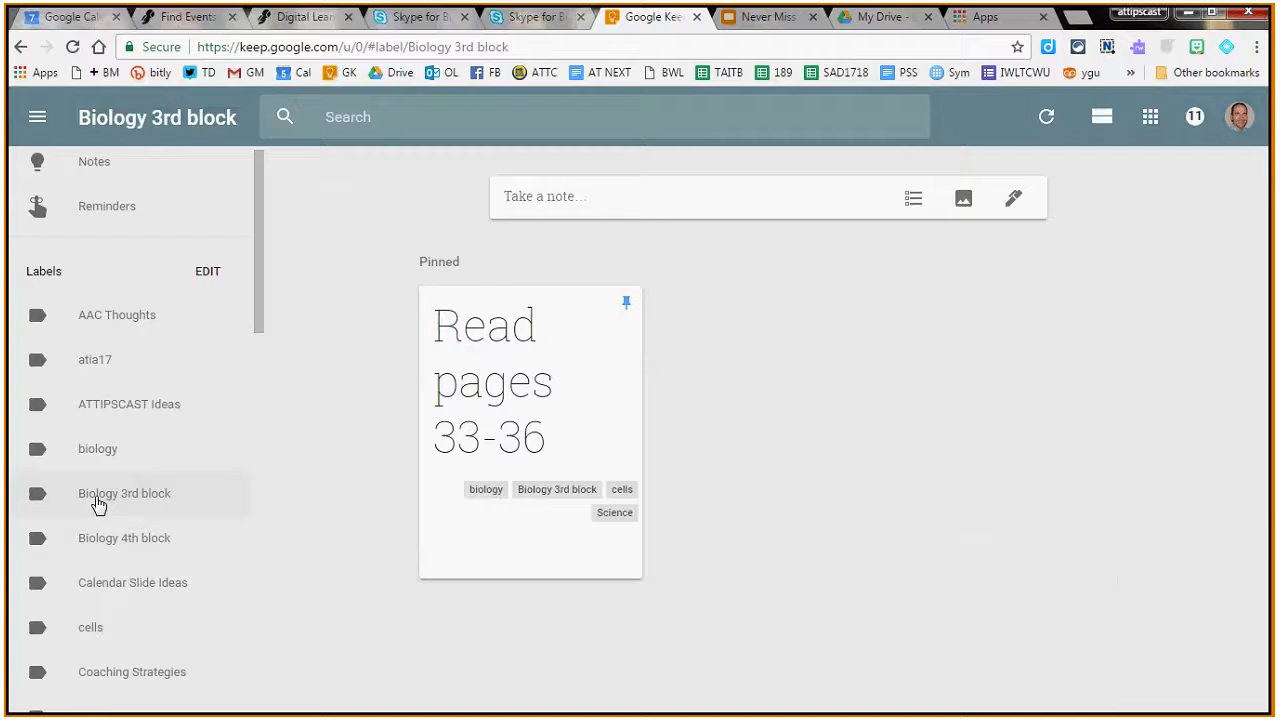 Google Cal
Find Events
Digital Lear
Skype for B
Skype
Google Kee
Never Miss
My Drive -
Apps
attipscast
Secure
https://keep.google.com/u/0/#label/Biology 3rd block
Apps
+ BM
bitly
TD
GM
Cal
GK
Drive
Cal
FB
ATTC
AT NEXT
BWL
TAITB
189
SAD1718
PSS
Sym
IWLTCWU
ygu
»
Other bookmarks
Biology 3rd block
Search
11
Notes
Reminders
Labels
EDIT
AAC Thoughts
atia17
ATTIPSCAST Ideas
biology
Biology 3rd block
Biology 4th block
Calendar Slide Ideas
cells
Coaching Strategies
Take a note...
Pinned
Read
pages
33-36
biology
Biology 3rd block
cells
Science